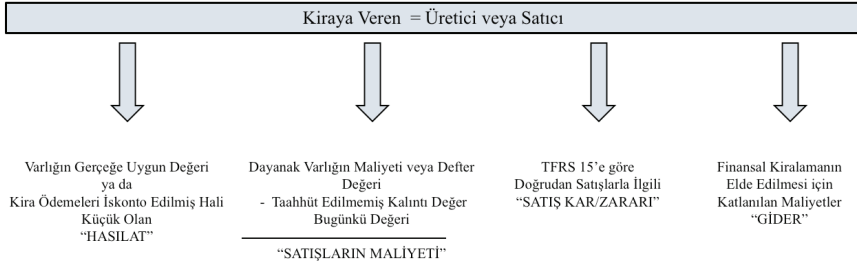 Kiraya Veren = Üretici veya Satıcı
Varlığın Gerçeğe Uygun Değeri
ya da
Kira Ödemeleri İskonto Edilmiş Hali
Küçük Olan
“HASILAT”
Dayanak Varlığın Maliyeti veya Defter
Değeri
- Taahhüt Edilmemiş Kalıntı Değer
Bugünkü Değeri
“SATIŞLARIN MALİYETİ”
TFRS 15’e göre
Doğrudan Satışlarla İlgili
“SATIŞ KAR/ZARARI”
Finansal Kiralamanın
Elde Edilmesi için
Katlanılan Maliyetler
“GİDER”